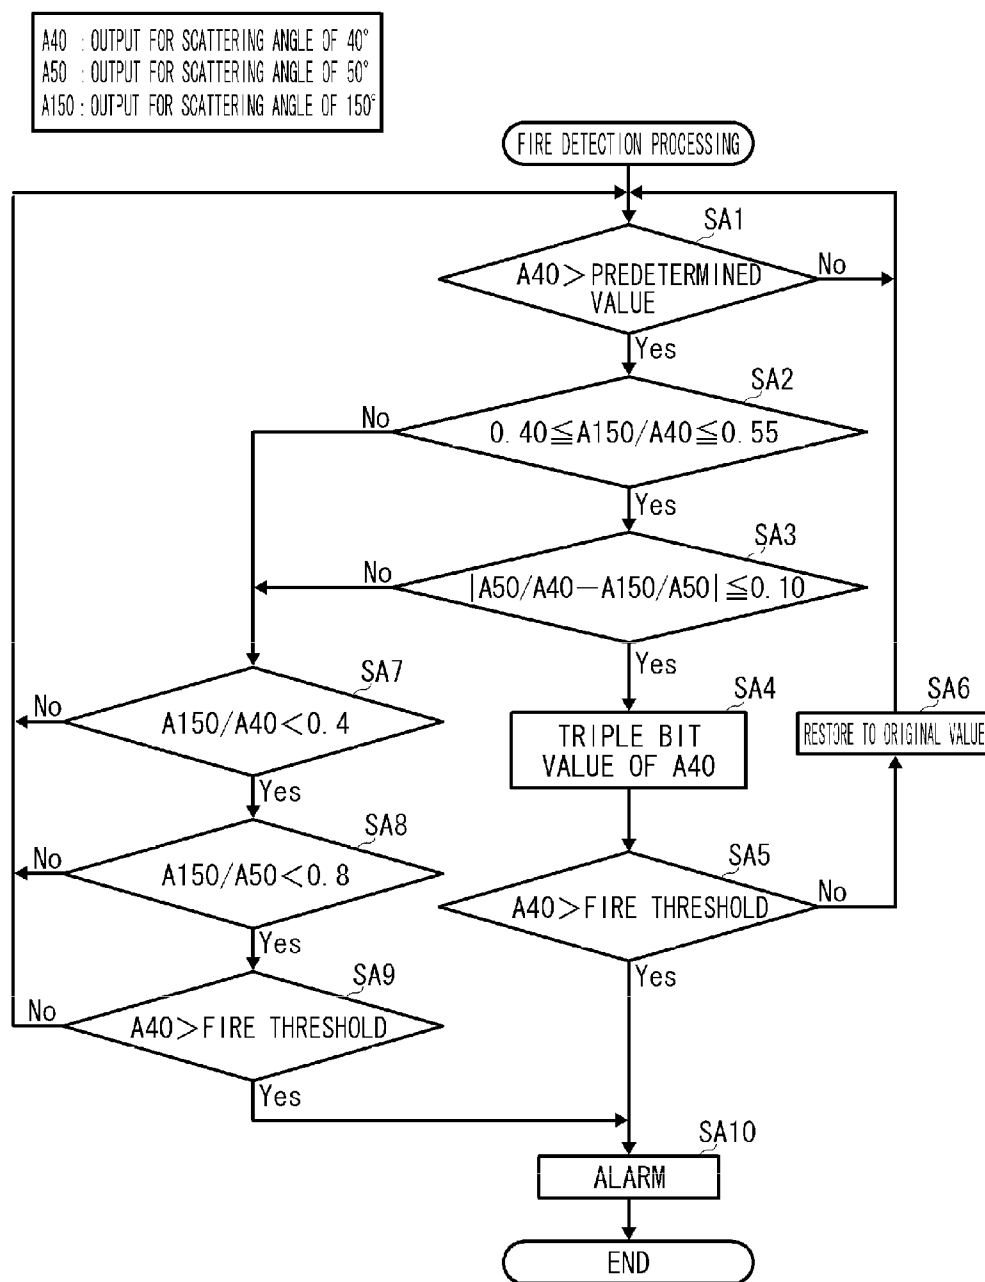 A40 : OUTPUT FOR SCATTERING ANGLE OF 40°
A50 : OUTPUT FOR SCATTERING ANGLE OF 50°
A150 : OUTPUT FOR SCATTERING ANGLE OF 150°
FIRE DETECTION PROCESSING
SA1
A40＞PREDETERMINED
VALUE
No
Yes
SA2
0.40≦A150/A40≦0.55
No
Yes
SA3
|A50/A40－A150/A50|≦0.10
No
Yes
SA7
A150/A40＜0.4
No
Yes
SA4
TRIPLE BIT
VALUE OF A40
SA6
RESTORE TO ORIGINAL VALUE
SA8
A150/A50＜0.8
No
Yes
SA5
A40＞FIRE THRESHOLD
No
Yes
SA9
A40＞FIRE THRESHOLD
No
Yes
SA10
ALARM
END